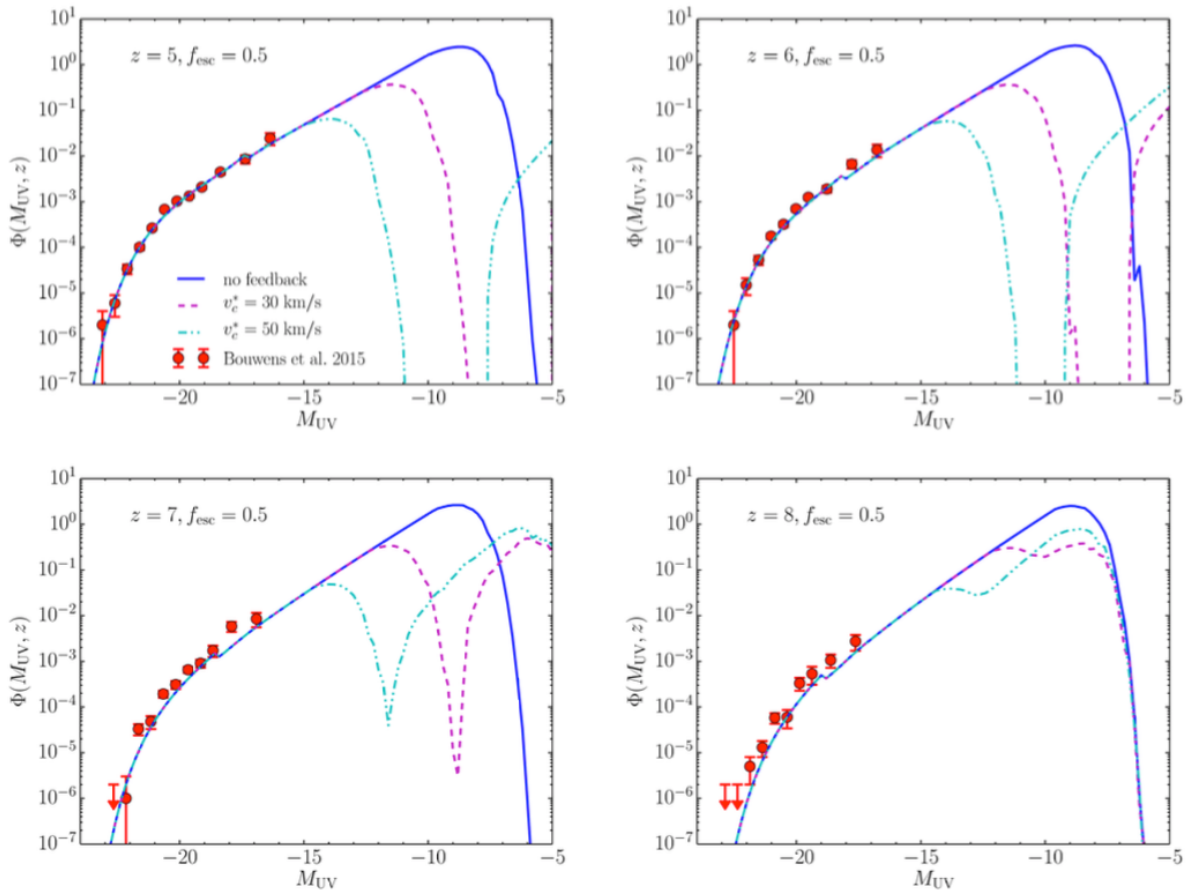 z = 5, f_esc = 0.5
10^1
10^0
10^-1
10^-2
10^-3
10^-4
10^-5
10^-6
10^-7
Φ(M_UV, z)
no feedback
v_c^* = 30 km/s
v_c^* = 50 km/s
Bouwens et al. 2015
−20 −15 −10 −5
M_UV
z = 6, f_esc = 0.5
10^1
10^0
10^-1
10^-2
10^-3
10^-4
10^-5
10^-6
10^-7
Φ(M_UV, z)
−20 −15 −10 −5
M_UV
z = 7, f_esc = 0.5
10^1
10^0
10^-1
10^-2
10^-3
10^-4
10^-5
10^-6
10^-7
Φ(M_UV, z)
−20 −15 −10 −5
M_UV
z = 8, f_esc = 0.5
10^1
10^0
10^-1
10^-2
10^-3
10^-4
10^-5
10^-6
10^-7
Φ(M_UV, z)
−20 −15 −10 −5
M_UV